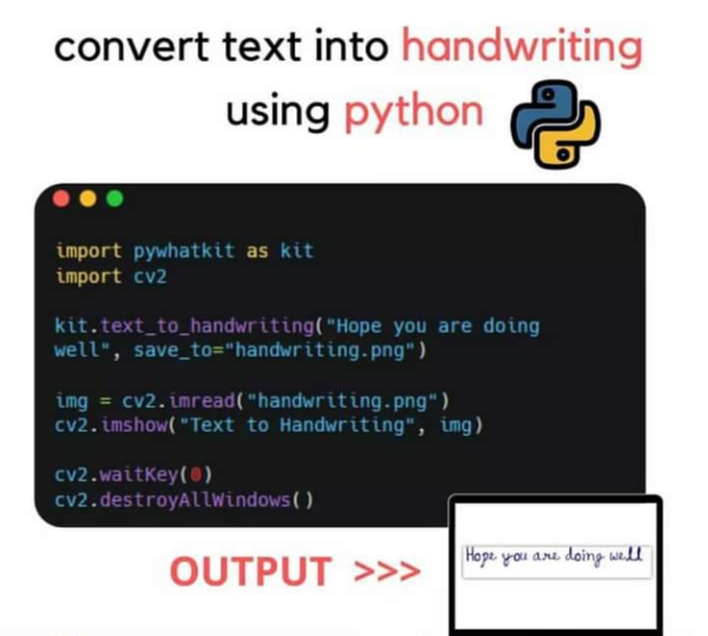 convert text into handwriting
using python
import pywhatkit as kit
import cv2
kit.text_to_handwriting("Hope you are doing
well", save_to="handwriting.png")
img = cv2.imread("handwriting.png")
cv2.imshow("Text to Handwriting", img)
cv2.waitKey(0)
cv2.destroyAllWindows()
OUTPUT >>>
Hope you are doing well